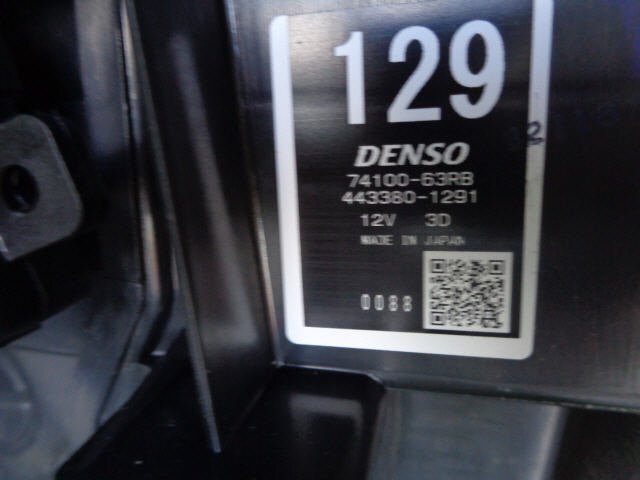 129
DENSO
74100-63RB
443380-1291
12V 3D
MADE IN JAPAN
0088